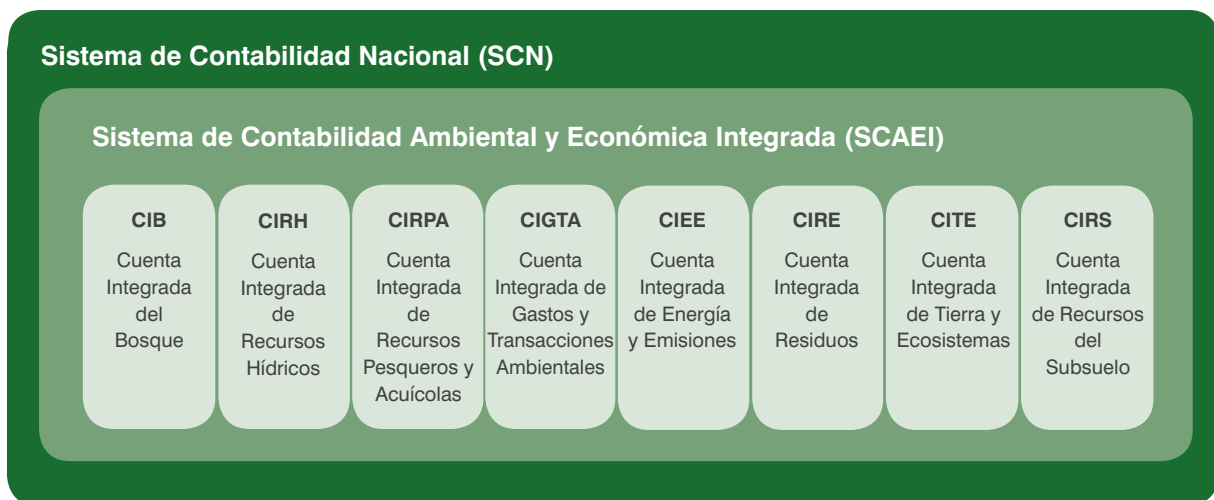 Sistema de Contabilidad Nacional (SCN)
Sistema de Contabilidad Ambiental y Económica Integrada (SCAEI)
CIB
Cuenta
Integrada
del
Bosque
CIRH
Cuenta
Integrada
de
Recursos
Hídricos
CIRPA
Cuenta
Integrada
de
Recursos
Pesqueros y
Acuícolas
CIGTA
Cuenta
Integrada de
Gastos y
Transacciones
Ambientales
CIEE
Cuenta
Integrada
de Energía
y Emisiones
CIRE
Cuenta
Integrada
de
Residuos
CITE
Cuenta
Integrada
de Tierra y
Ecosistemas
CIRS
Cuenta
Integrada
de Recursos
del
Subsuelo